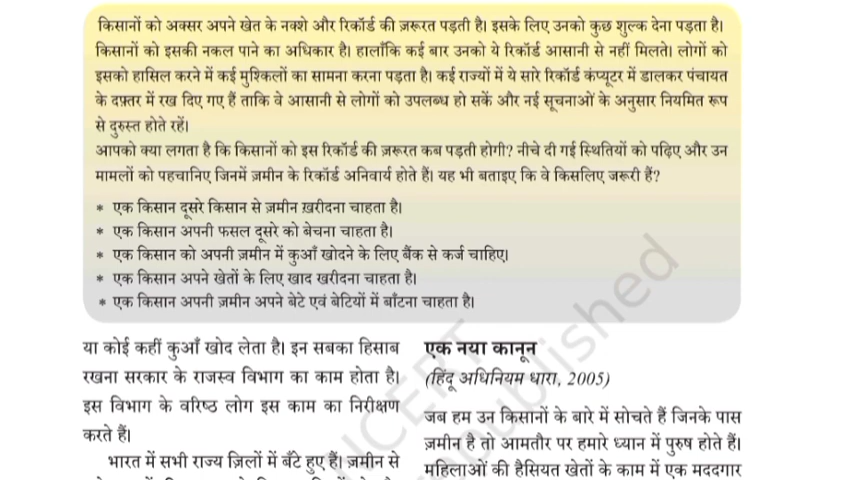 किसानों को अक्सर अपने खेत के नक्शे और रिकॉर्ड की ज़रूरत पड़ती है। इसके लिए उनको कुछ शुल्क देना पड़ता है।
किसानों को इसकी नकल पाने का अधिकार है। हालाँकि कई बार उनको ये रिकॉर्ड आसानी से नहीं मिलते। लोगों को
इसको हासिल करने में कई मुश्किलों का सामना करना पड़ता है। कई राज्यों में ये सारे रिकॉर्ड कंप्यूटर में डालकर पंचायत
के दफ़्तर में रख दिए गए हैं ताकि वे आसानी से लोगों को उपलब्ध हो सकें और नई सूचनाओं के अनुसार नियमित रूप
से दुरुस्त होते रहें।
आपको क्या लगता है कि किसानों को इस रिकॉर्ड की ज़रूरत कब पड़ती होगी? नीचे दी गई स्थितियों को पढ़िए और उन
मामलों को पहचानिए जिनमें ज़मीन के रिकॉर्ड अनिवार्य होते हैं। यह भी बताइए कि वे किसलिए जरूरी हैं?
* एक किसान दूसरे किसान से ज़मीन ख़रीदना चाहता है।
* एक किसान अपनी फसल दूसरे को बेचना चाहता है।
* एक किसान को अपनी ज़मीन में कुआँ खोदने के लिए बैंक से कर्ज चाहिए।
* एक किसान अपने खेतों के लिए खाद खरीदना चाहता है।
* एक किसान अपनी ज़मीन अपने बेटे एवं बेटियों में बाँटना चाहता है।
या कोई कहीं कुआँ खोद लेता है। इन सबका हिसाब
रखना सरकार के राजस्व विभाग का काम होता है।
इस विभाग के वरिष्ठ लोग इस काम का निरीक्षण
करते हैं।
भारत में सभी राज्य ज़िलों में बँटे हुए हैं। ज़मीन से
एक नया कानून
(हिंदू अधिनियम धारा, 2005)
जब हम उन किसानों के बारे में सोचते हैं जिनके पास
ज़मीन है तो आमतौर पर हमारे ध्यान में पुरुष होते हैं।
महिलाओं की हैसियत खेतों के काम में एक मददगार